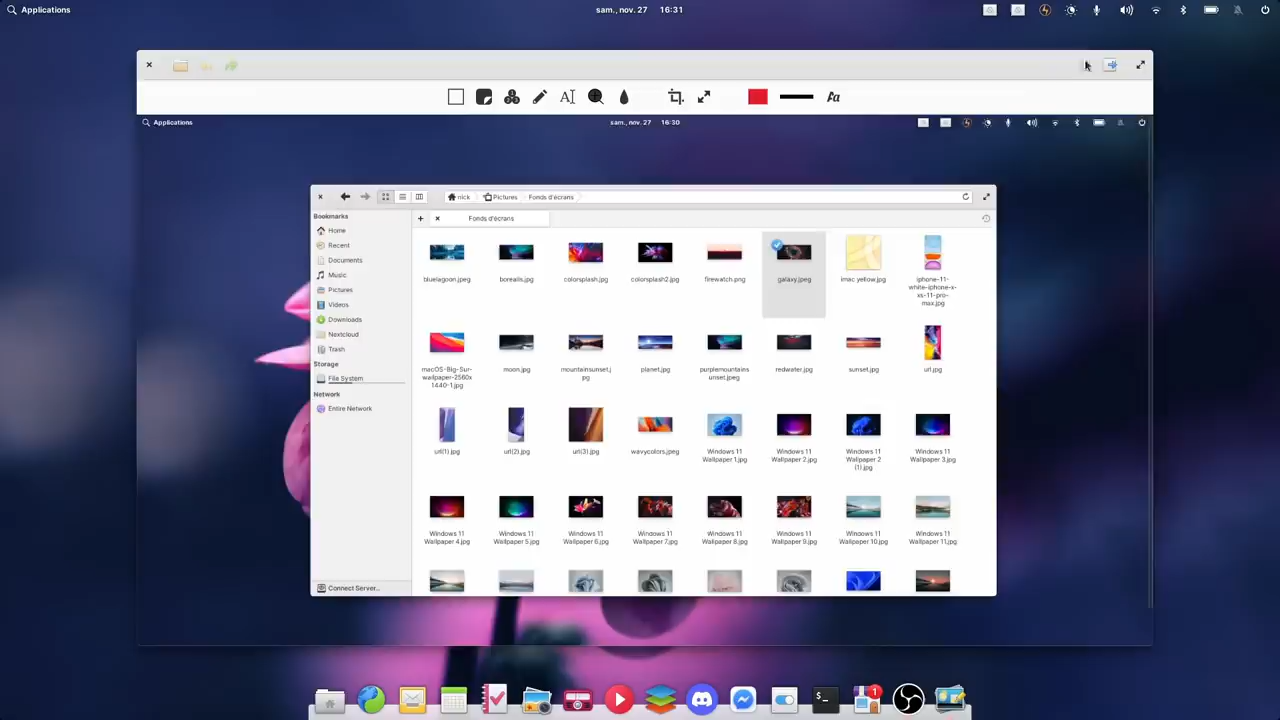 Applications
sam., nov. 27 16:31
AI
Aa
Applications
sam., nov. 27 16:30
nick
Pictures
Fonds d'écrans
Bookmarks
Home
Recent
Documents
Music
Pictures
Videos
Downloads
Nextcloud
Trash
Storage
File System
Network
Entire Network
Connect Server...
Fonds d'écrans
bluelagoon.jpeg
borealis.jpg
colorsplash.jpg
colorsplash2.jpg
firewatch.png
galaxy.jpeg
imac yellow.jpg
iphone-11-
white-iphone-x-
xs-11-pro-
max.jpg
macOS-Big-Sur-
wallpaper-2560x
1440-1.jpg
moon.jpg
mountainsunset.j
pg
planet.jpg
purplemountains
unset.jpeg
redwater.jpg
sunset.jpg
url.jpg
url(1).jpg
url(2).jpg
url(3).jpg
wavycolors.jpeg
Windows 11
Wallpaper 1.jpg
Windows 11
Wallpaper 2.jpg
Windows 11
Wallpaper 2
(1).jpg
Windows 11
Wallpaper 3.jpg
Windows 11
Wallpaper 4.jpg
Windows 11
Wallpaper 5.jpg
Windows 11
Wallpaper 6.jpg
Windows 11
Wallpaper 7.jpg
Windows 11
Wallpaper 8.jpg
Windows 11
Wallpaper 9.jpg
Windows 11
Wallpaper 10.jpg
Windows 11
Wallpaper 11.jpg
1